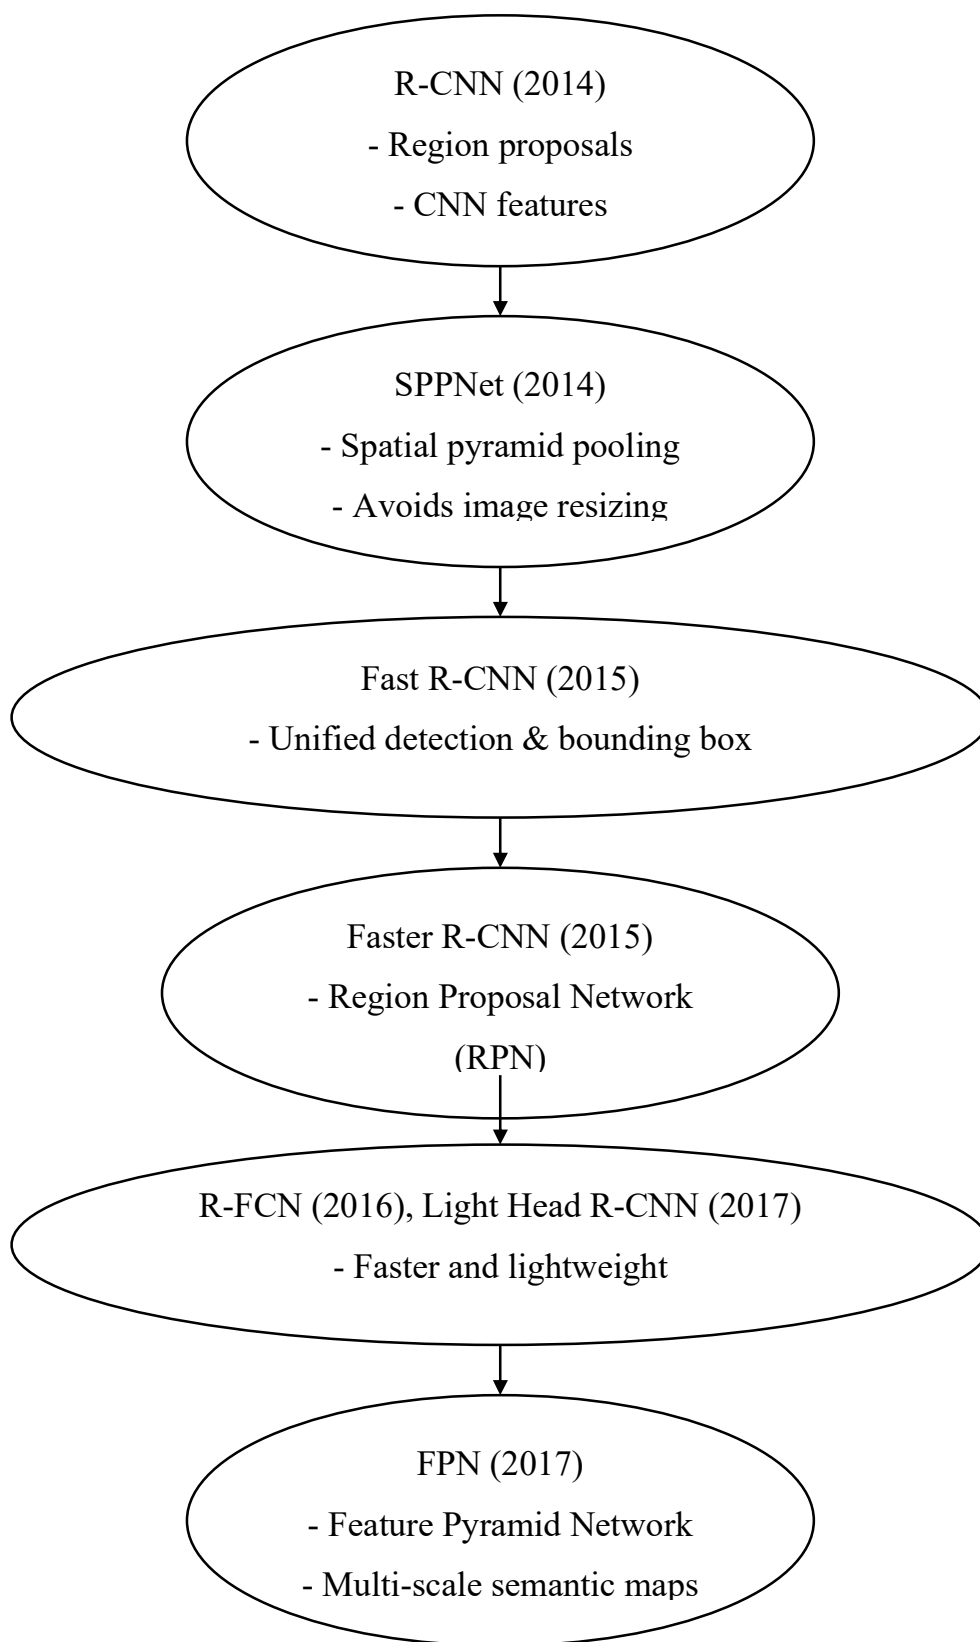 R-CNN (2014)
- Region proposals
- CNN features
SPPNet (2014)
- Spatial pyramid pooling
- Avoids image resizing
Fast R-CNN (2015)
- Unified detection & bounding box
Faster R-CNN (2015)
- Region Proposal Network
(RPN)
R-FCN (2016), Light Head R-CNN (2017)
- Faster and lightweight
FPN (2017)
- Feature Pyramid Network
- Multi-scale semantic maps